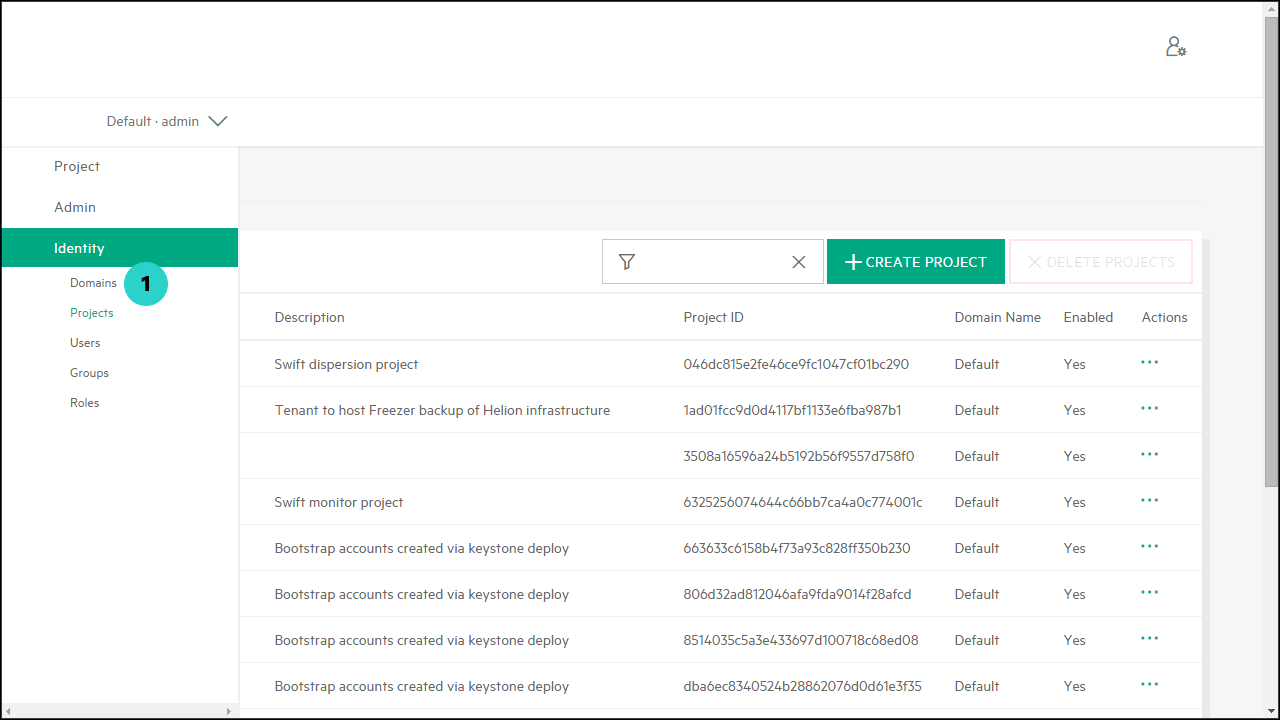 Default · admin
Project
Admin
Identity
Domains
1
Projects
Users
Groups
Roles
CREATE PROJECT
DELETE PROJECTS
Description Project ID Domain Name Enabled Actions
Swift dispersion project 046dc815e2fe46ce9fc1047cf01bc290 Default Yes ...
Tenant to host Freezer backup of Helion infrastructure 1ad01fcc9d0d4117bf1133e6fba987b1 Default Yes ...
3508a16596a24b5192b56f9557d758f0 Default Yes ...
Swift monitor project 6325256074644c66bb7ca4a0c774001c Default Yes ...
Bootstrap accounts created via keystone deploy 663633c6158b4f73a93c828ff350b230 Default Yes ...
Bootstrap accounts created via keystone deploy 806d32ad812046afa9fda9014f28afcd Default Yes ...
Bootstrap accounts created via keystone deploy 8514035c5a3e433697d100718c68ed08 Default Yes ...
Bootstrap accounts created via keystone deploy dba6ec8340524b28862076d0d61e3f35 Default Yes ...